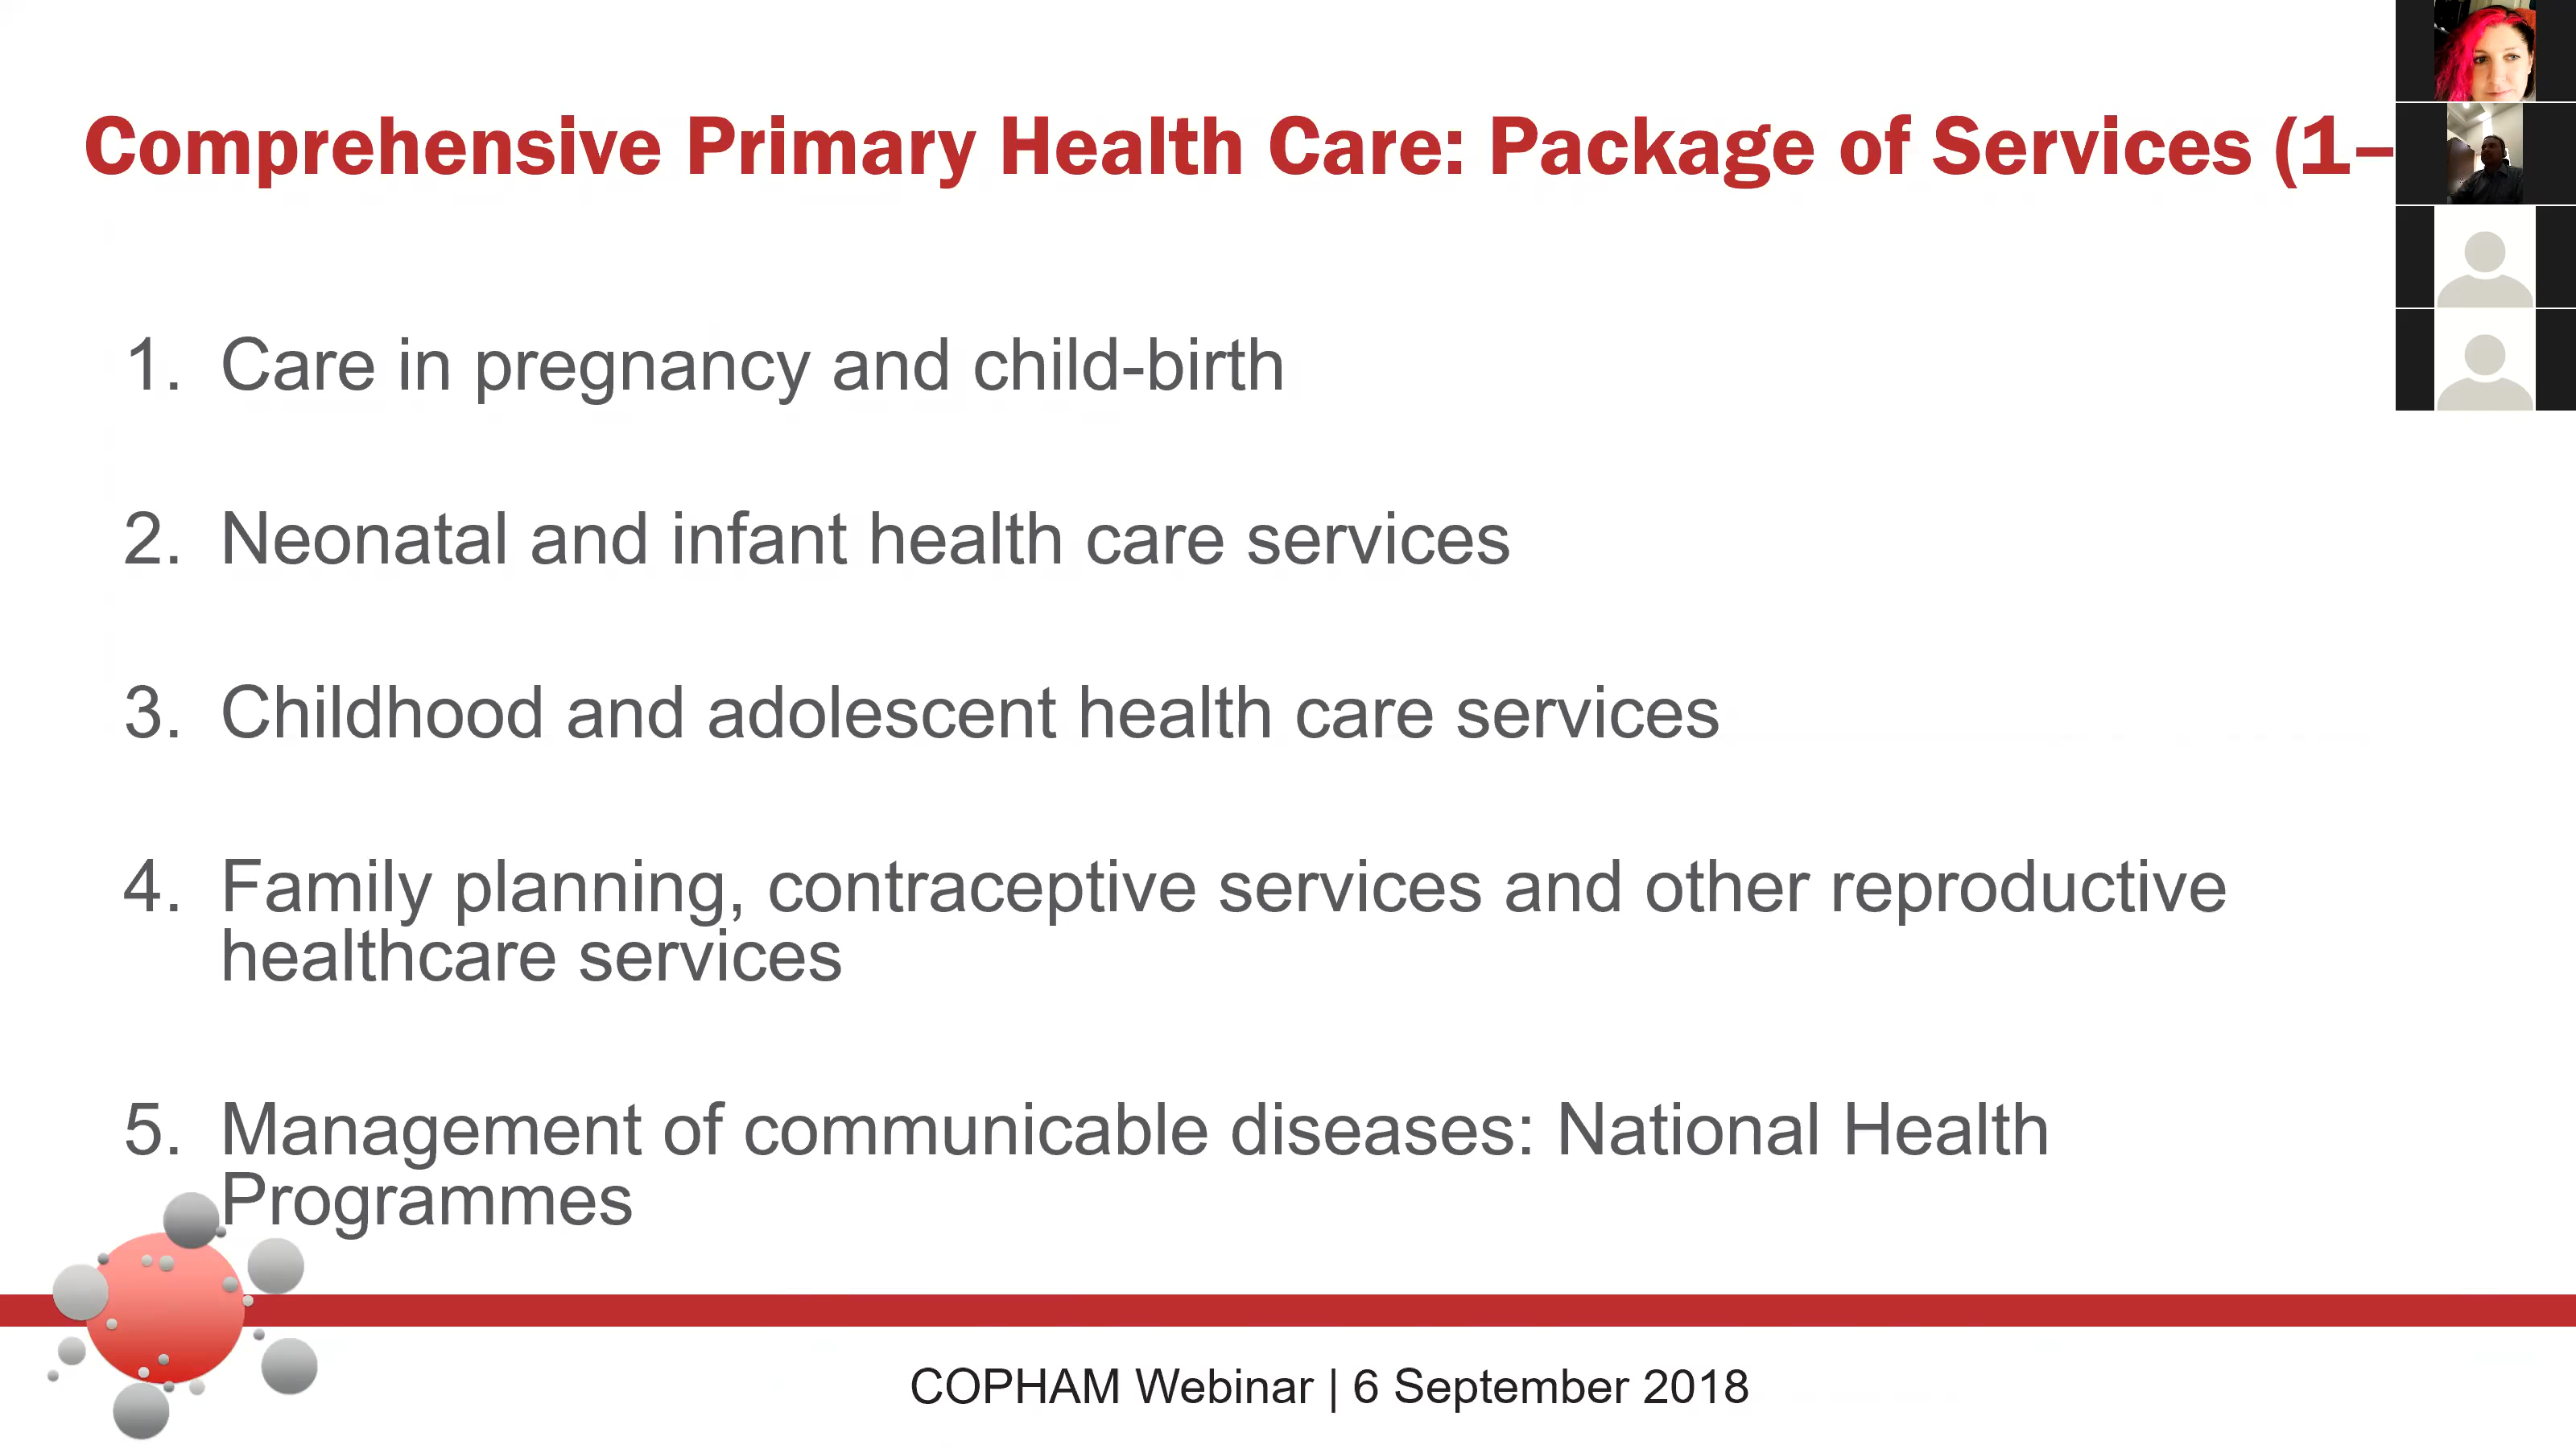 Comprehensive Primary Health Care: Package of Services (1–
1. Care in pregnancy and child-birth
2. Neonatal and infant health care services
3. Childhood and adolescent health care services
4. Family planning, contraceptive services and other reproductive
healthcare services
5. Management of communicable diseases: National Health
Programmes
COPHAM Webinar | 6 September 2018